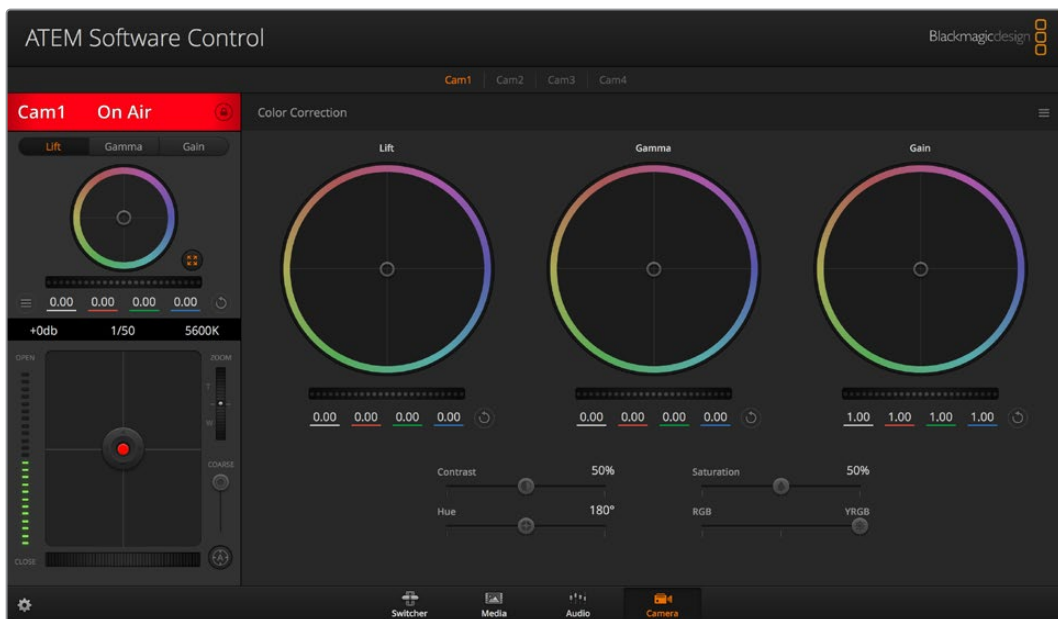 ATEM Software Control
Blackmagicdesign
Cam1 Cam2 Cam3 Cam4
Cam1 On Air
Color Correction
Lift Gamma Gain
Lift
Gamma
Gain
0.00 0.00 0.00 0.00
+0db 1/50 5600K
OPEN
ZOOM
T
W
COARSE
A
CLOSE
0.00 0.00 0.00 0.00
0.00 0.00 0.00 0.00
1.00 1.00 1.00 1.00
Contrast 50%
Saturation 50%
Hue 180°
RGB YRGB
Switcher
Media
Audio
Camera